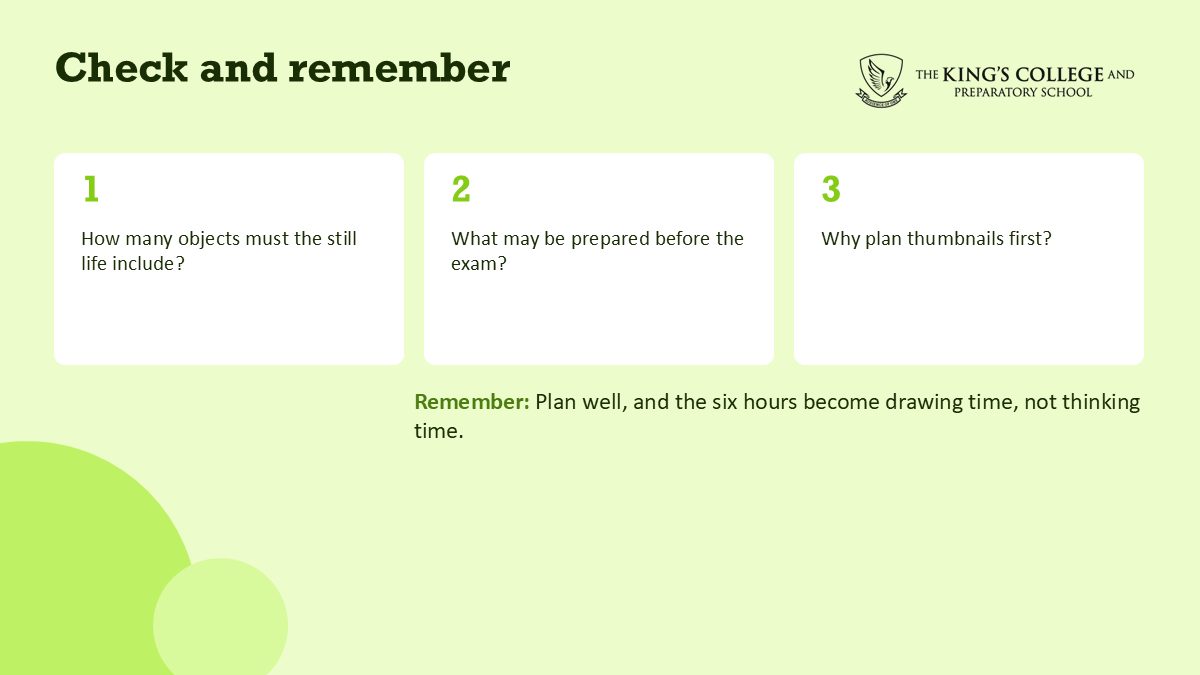 Check and remember
THE KING'S COLLEGE AND
PREPARATORY SCHOOL
1
How many objects must the still
life include?
2
What may be prepared before the
exam?
3
Why plan thumbnails first?
Remember: Plan well, and the six hours become drawing time, not thinking
time.